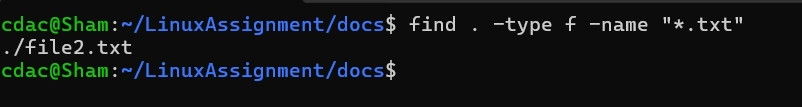 cdac@Sham:~/LinuxAssignment/docs$ find . -type f -name "*.txt"
./file2.txt
cdac@Sham:~/LinuxAssignment/docs$